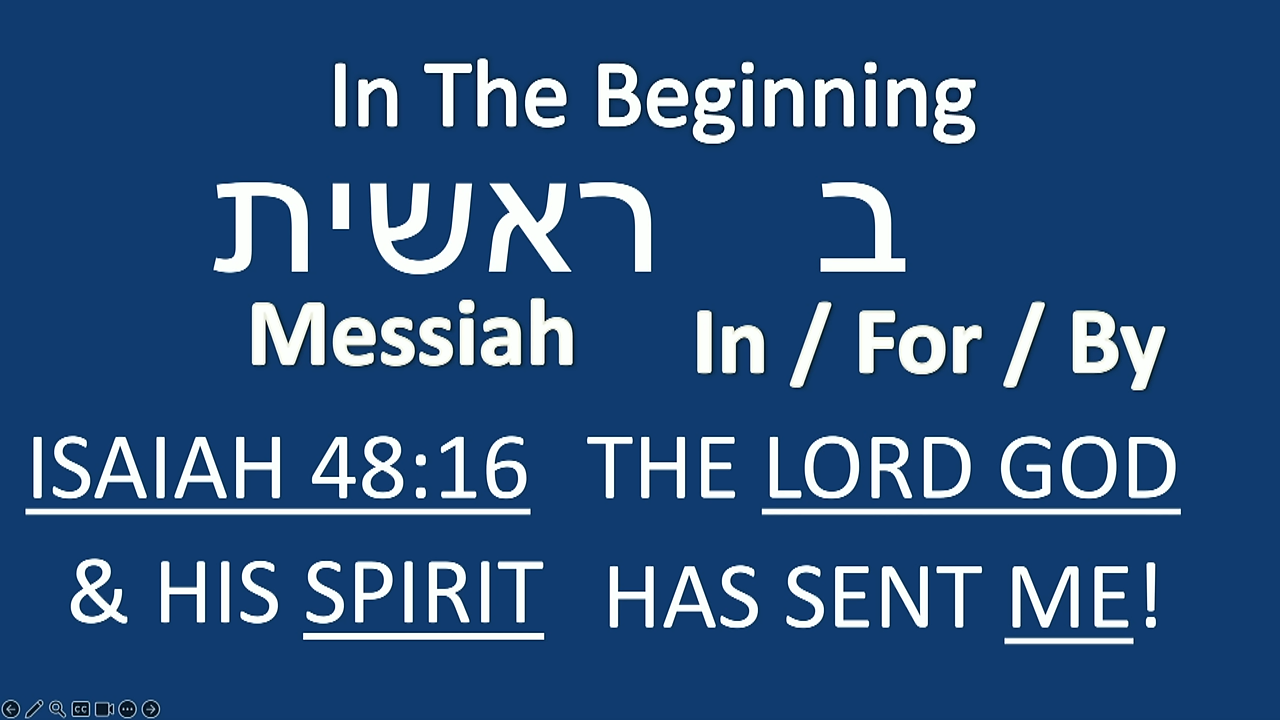 In The Beginning
ב ראשית
Messiah In / For / By
ISAIAH 48:16 THE LORD GOD
& HIS SPIRIT HAS SENT ME!
CC